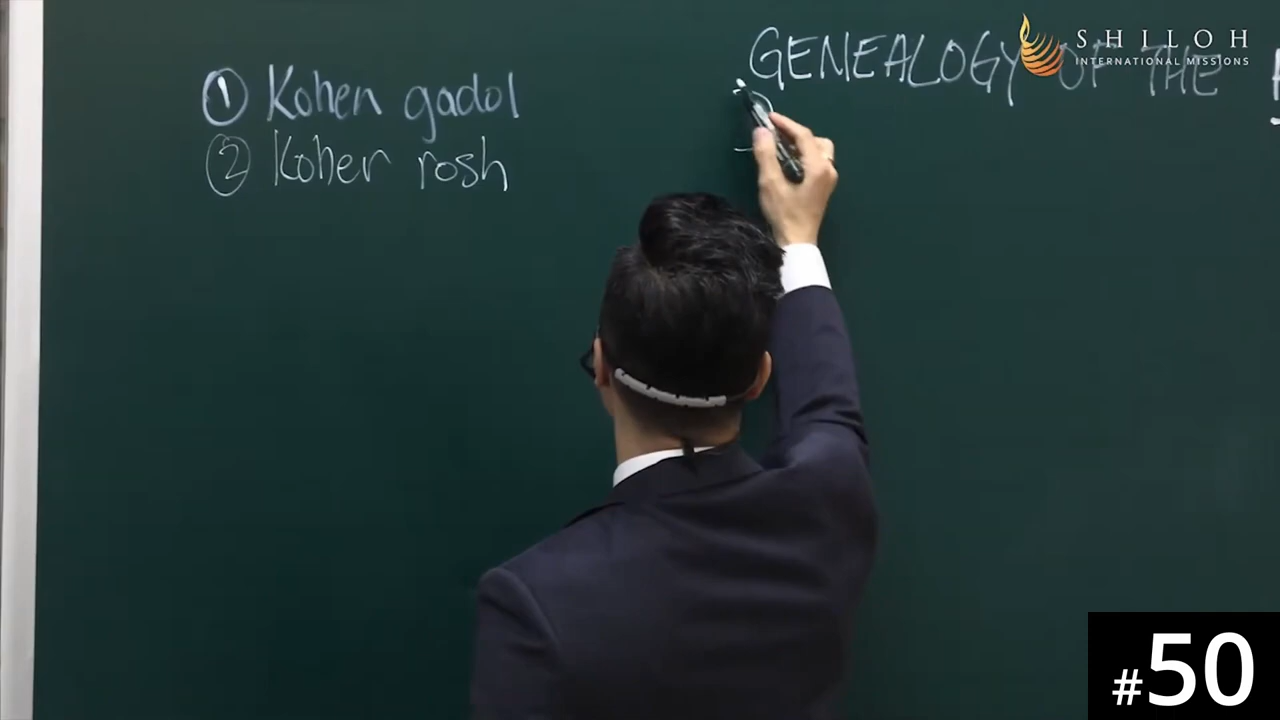 ① Kohen gadol
② Kohen rosh
GENEALOGY OF THE
SHILOH
INTERNATIONAL MISSIONS
#50